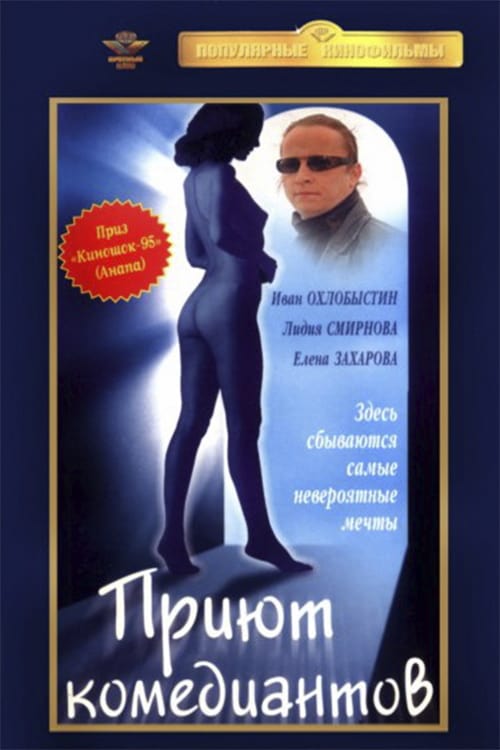 ПОПУЛЯРНЫЕ КИНОФИЛЬМЫ
Приз
«Киношок-95»
(Анапа)
Иван ОХЛОБЫСТИН
Лидия СМИРНОВА
Елена ЗАХАРОВА
Здесь
сбываются
самые
невероятные
мечты
Приют
комедиантов